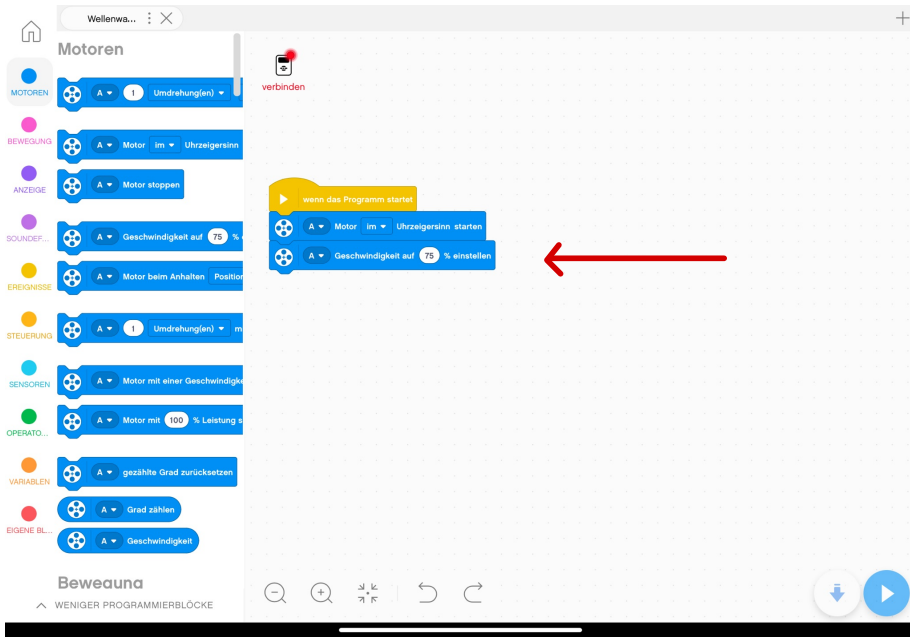 Wellenwa...
Motoren
MOTOREN
BEWEGUNG
ANZEIGE
SOUNDEF...
EREIGNISSE
STEUERUNG
SENSOREN
OPERATO...
VARIABLEN
EIGENE BL...
A 1 Umdrehung(en)
A Motor im Uhrzeigersinn
A Motor stoppen
A Geschwindigkeit auf 75 %
A Motor beim Anhalten Position
A 1 Umdrehung(en) m
A Motor mit einer Geschwindigke
A Motor mit 100 % Leistung s
A gezählte Grad zurücksetzen
A Grad zählen
A Geschwindigkeit
Bewegung
WENIGER PROGRAMMIERBLÖCKE
verbinden
wenn das Programm startet
A Motor im Uhrzeigersinn starten
A Geschwindigkeit auf 75 % einstellen